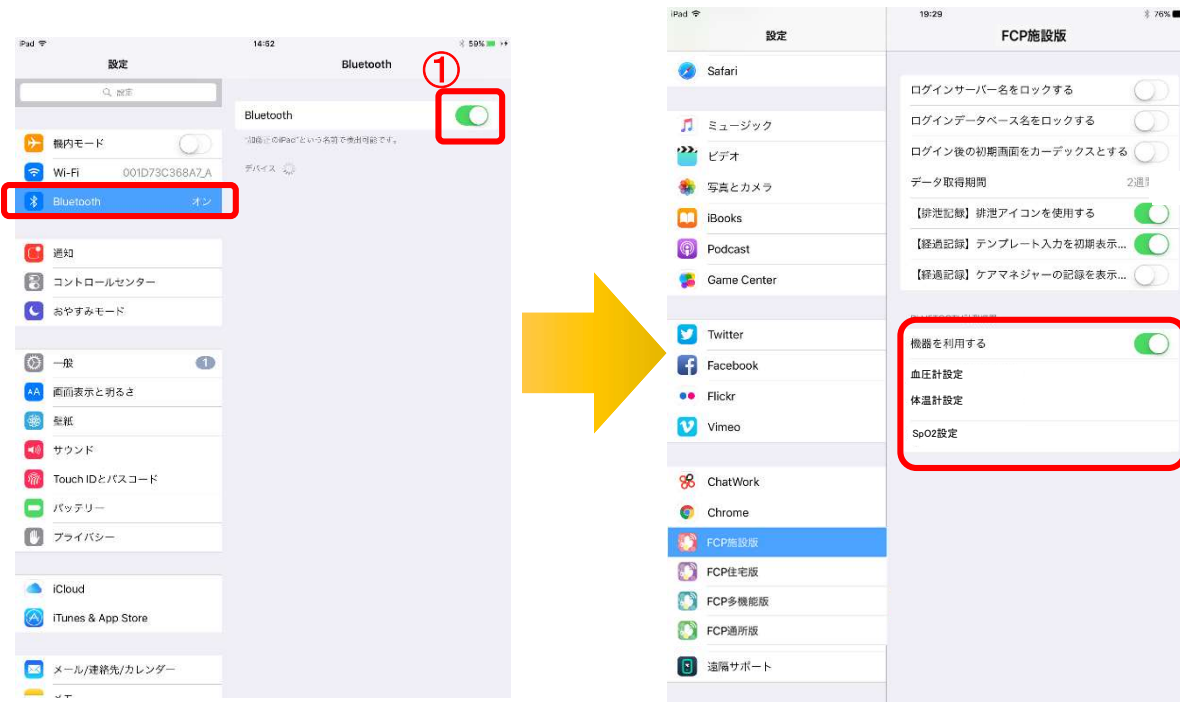 iPad
14:52
59%
設定
Bluetooth
①
設定
Bluetooth
デバイス
機内モード
Wi-Fi 001D73C368A7_A
Bluetooth オン
通知
コントロールセンター
おやすみモード
一般 1
AA 画面表示と明るさ
壁紙
サウンド
Touch IDとパスコード
バッテリー
プライバシー
iCloud
iTunes & App Store
メール/連絡先/カレンダー
iPad
19:29
76%
設定
FCP施設版
Safari
ミュージック
ビデオ
写真とカメラ
iBooks
Podcast
Game Center
Twitter
Facebook
Flickr
Vimeo
ChatWork
Chrome
FCP施設版
FCP住宅版
FCP多機能版
FCP通所版
遠隔サポート
ログインサーバー名をロックする
ログインデータベース名をロックする
ログイン後の初期画面をカーデックスとする
データ取得期間 2週
【排泄記録】排泄アイコンを使用する
【経過記録】テンプレート入力を初期表示...
【経過記録】ケアマネジャーの記録を表示...
機器を利用する
血圧計設定
体温計設定
SpO2設定